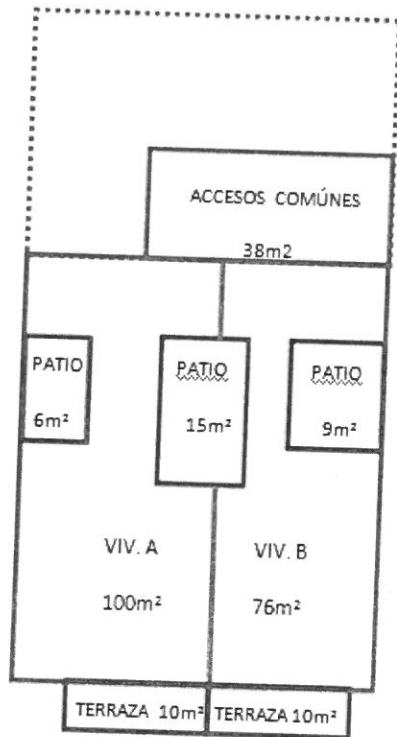 ACCESOS COMÚNES
38m2
PATIO
6m²
PATIO
15m²
PATIO
9m²
VIV. A
100m²
VIV. B
76m²
TERRAZA 10m²
TERRAZA 10m²